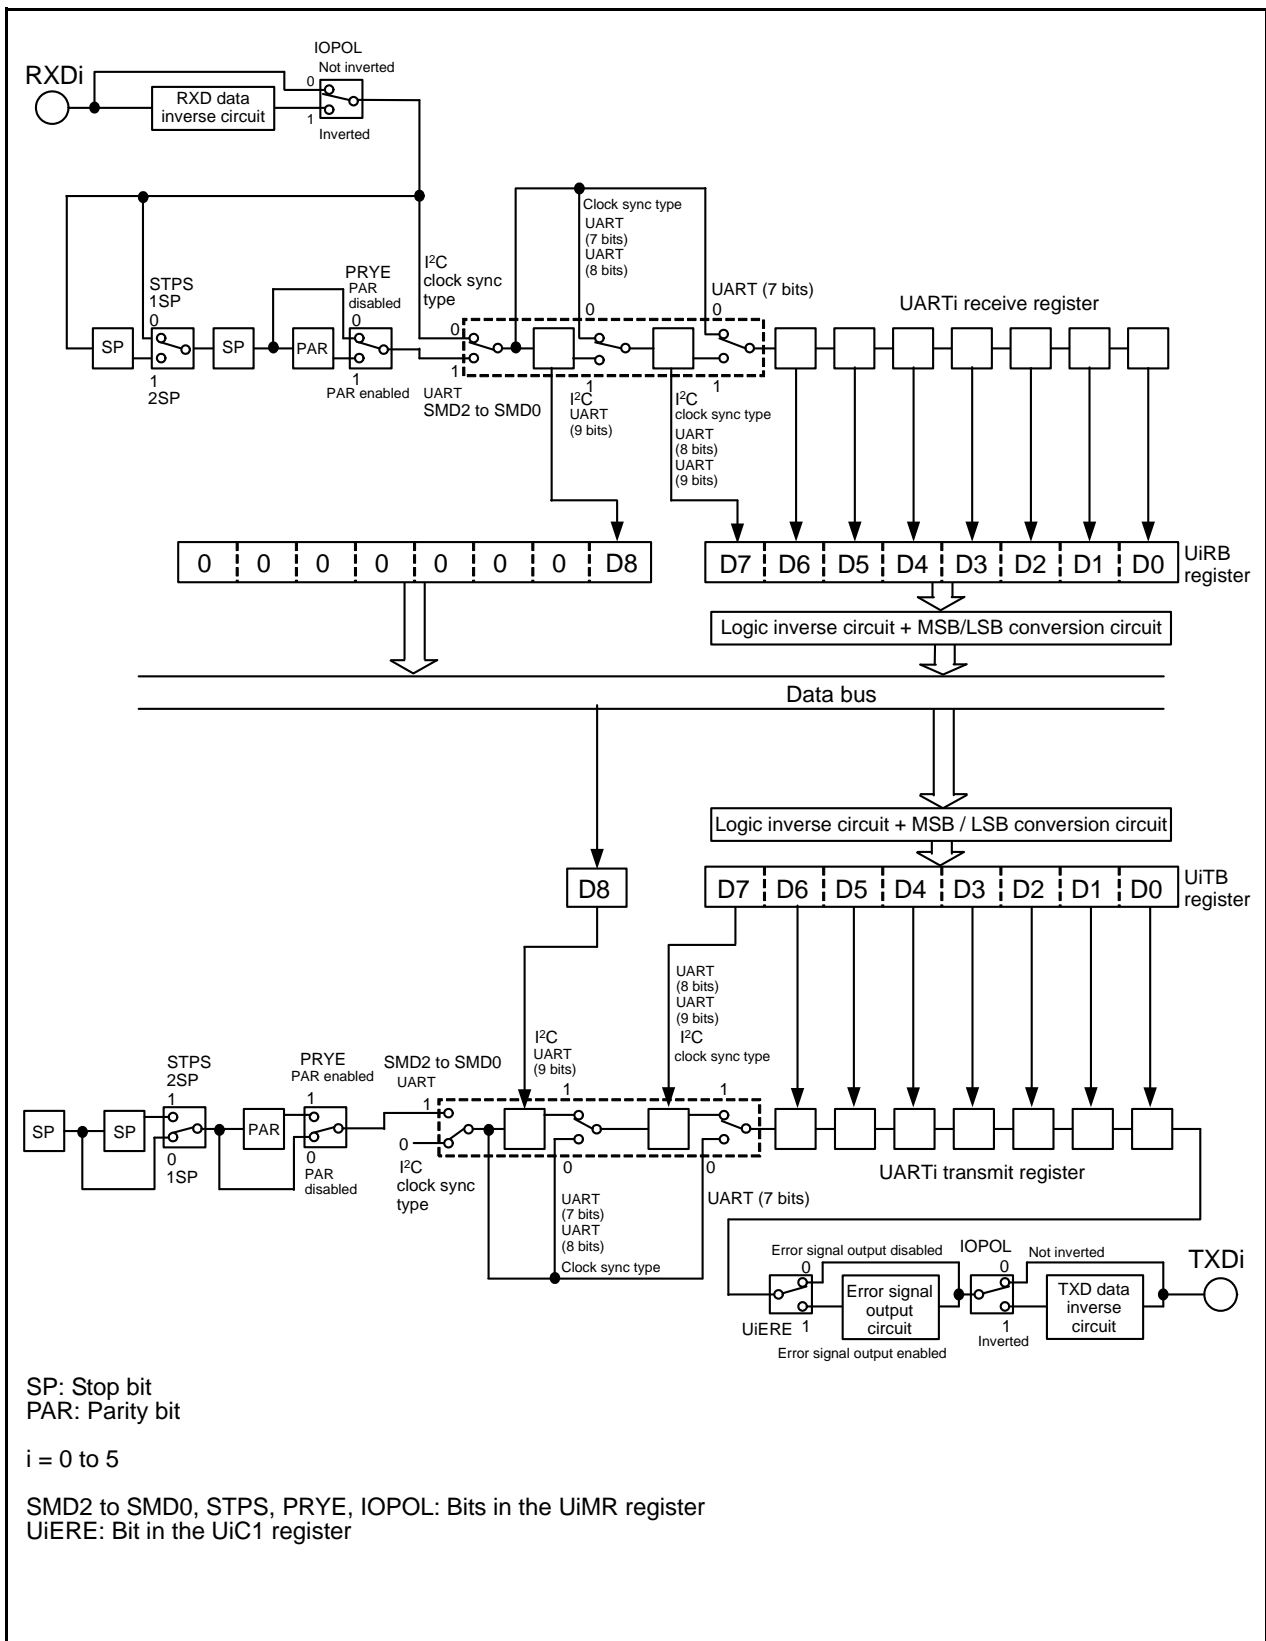 IOPOL
Not inverted
RXDi
0
RXD data
inverse circuit
1
Inverted
Clock sync type
UART
(7 bits)
UART
(8 bits)
I²C
clock sync
type
STPS
1SP
0
PRYE
PAR
disabled
0
UART (7 bits)
0
0
0
UARTi receive register
SP
SP
PAR
1
2SP
1
PAR enabled
1
UART
SMD2 to SMD0
1
I²C
UART
(9 bits)
1
I²C
clock sync type
UART
(8 bits)
UART
(9 bits)
0 0 0 0 0 0 0 D8
D7 D6 D5 D4 D3 D2 D1 D0
UiRB
register
Logic inverse circuit + MSB/LSB conversion circuit
Data bus
Logic inverse circuit + MSB / LSB conversion circuit
D8
D7 D6 D5 D4 D3 D2 D1 D0
UiTB
register
UART
(8 bits)
UART
(9 bits)
I²C
clock sync type
I²C
UART
(9 bits)
STPS
2SP
1
PRYE
PAR enabled
1
SMD2 to SMD0
UART
1
1
1
SP
SP
PAR
0
1SP
0
PAR
disabled
0
I²C
clock sync
type
0
UART
(7 bits)
UART
(8 bits)
Clock sync type
0
UART (7 bits)
UARTi transmit register
Error signal output disabled
0
IOPOL
0
Not inverted
TXDi
Error signal
output
circuit
TXD data
inverse
circuit
UiERE
1
Error signal output enabled
1
Inverted
SP: Stop bit
PAR: Parity bit
i = 0 to 5
SMD2 to SMD0, STPS, PRYE, IOPOL: Bits in the UiMR register
UiERE: Bit in the UiC1 register